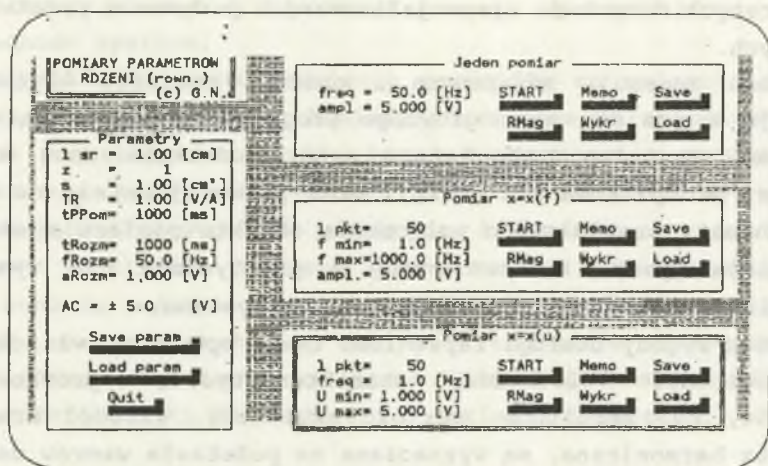 POMIARY PARAMETROW
RDZENI (rown.)
(c) G.N.
Parametry
l sr = 1.00 [cm]
z = 1
s = 1.00 [cm²]
TR = 1.00 [V/A]
tPPom= 1000 [ms]
tRozm= 1000 [ms]
fRozm= 50.0 [Hz]
aRozm= 1.000 [V]
AC = ± 5.0 [V]
Save param
Load param
Quit
Jeden pomiar
freq = 50.0 [Hz] START Memo Save
ampl = 5.000 [V]
RMag Wykr Load
Pomiar x=x(f)
l pkt= 50 START Memo Save
f min= 1.0 [Hz]
f max=1000.0 [Hz] RMag Wykr Load
ampl.= 5.000 [V]
Pomiar x=x(u)
l pkt= 50 START Memo Save
freq = 1.0 [Hz]
U min= 1.000 [V] RMag Wykr Load
U max= 5.000 [V]